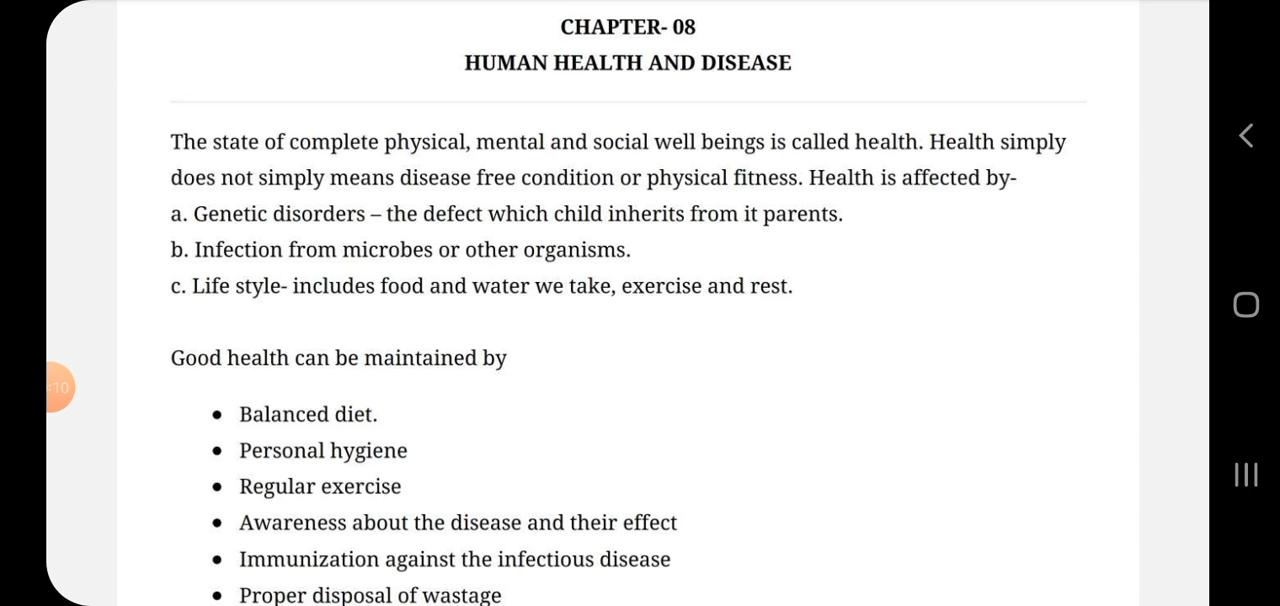 CHAPTER- 08
HUMAN HEALTH AND DISEASE
The state of complete physical, mental and social well beings is called health. Health simply
does not simply means disease free condition or physical fitness. Health is affected by-
a. Genetic disorders – the defect which child inherits from it parents.
b. Infection from microbes or other organisms.
c. Life style- includes food and water we take, exercise and rest.
Good health can be maintained by
:10
• Balanced diet.
• Personal hygiene
• Regular exercise
• Awareness about the disease and their effect
• Immunization against the infectious disease
• Proper disposal of wastage